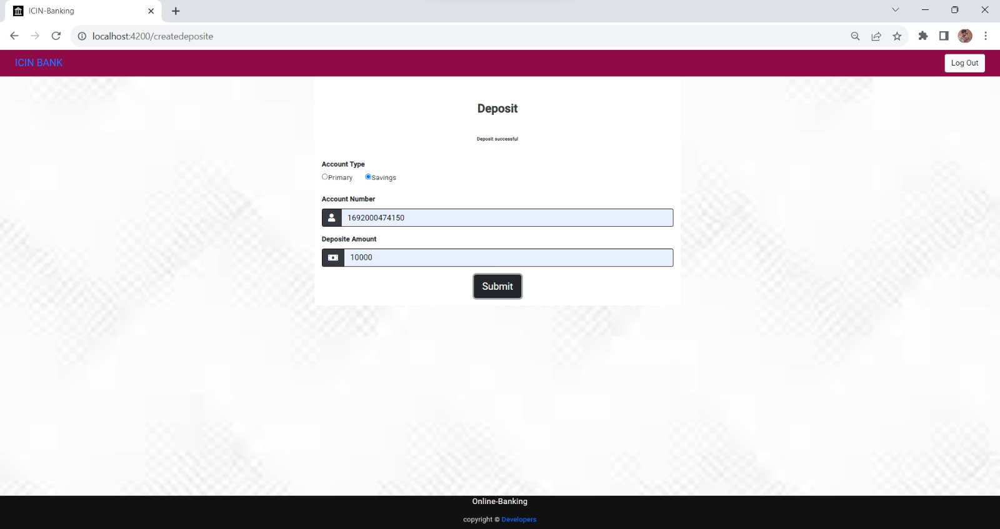 ICIN-Banking
localhost:4200/createdeposite
ICIN BANK
Log Out
Deposit
Deposit successful
Account Type
Primary Savings
Account Number
1692000474150
Deposite Amount
10000
Submit
Online-Banking
copyright © Developers